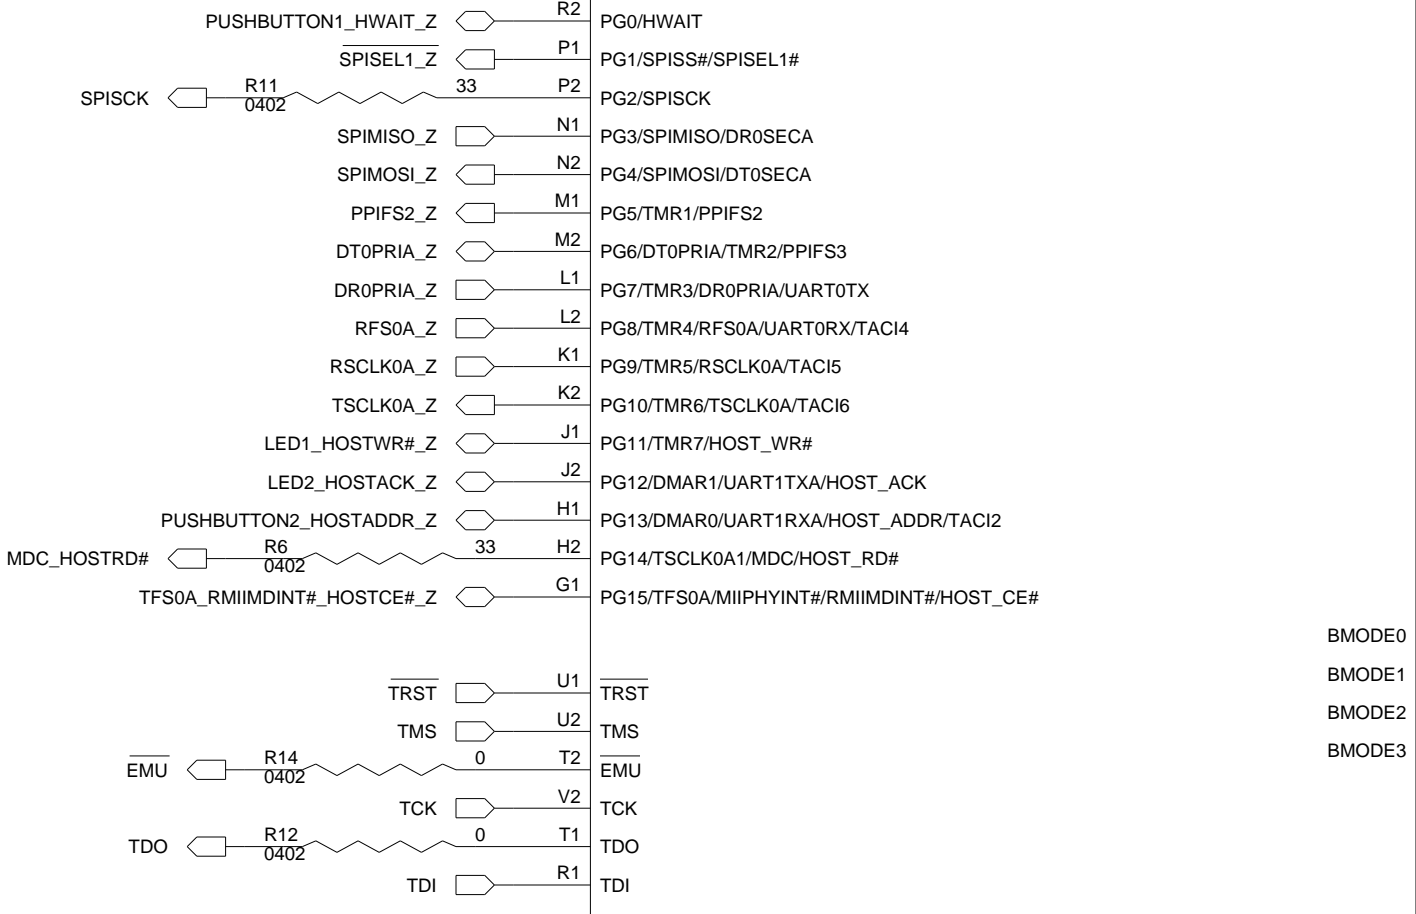 PUSHBUTTON1_HWAIT_Z R2 PG0/HWAIT
SPISEL1_Z P1 PG1/SPISS#/SPISEL1#
SPISCK R11 0402 33 P2 PG2/SPISCK
SPIMISO_Z N1 PG3/SPIMISO/DR0SECA
SPIMOSI_Z N2 PG4/SPIMOSI/DT0SECA
PPIFS2_Z M1 PG5/TMR1/PPIFS2
DT0PRIA_Z M2 PG6/DT0PRIA/TMR2/PPIFS3
DR0PRIA_Z L1 PG7/TMR3/DR0PRIA/UART0TX
RFS0A_Z L2 PG8/TMR4/RFS0A/UART0RX/TACI4
RSCLK0A_Z K1 PG9/TMR5/RSCLK0A/TACI5
TSCLK0A_Z K2 PG10/TMR6/TSCLK0A/TACI6
LED1_HOSTWR#_Z J1 PG11/TMR7/HOST_WR#
LED2_HOSTACK_Z J2 PG12/DMAR1/UART1TXA/HOST_ACK
PUSHBUTTON2_HOSTADDR_Z H1 PG13/DMAR0/UART1RXA/HOST_ADDR/TACI2
MDC_HOSTRD# R6 0402 33 H2 PG14/TSCLK0A1/MDC/HOST_RD#
TFS0A_RMIIMDINT#_HOSTCE#_Z G1 PG15/TFS0A/MIIPHYINT#/RMIIMDINT#/HOST_CE#
BMODE0
BMODE1
BMODE2
BMODE3
TRST U1 TRST
TMS U2 TMS
EMU R14 0402 0 T2 EMU
TCK V2 TCK
TDO R12 0402 0 T1 TDO
TDI R1 TDI